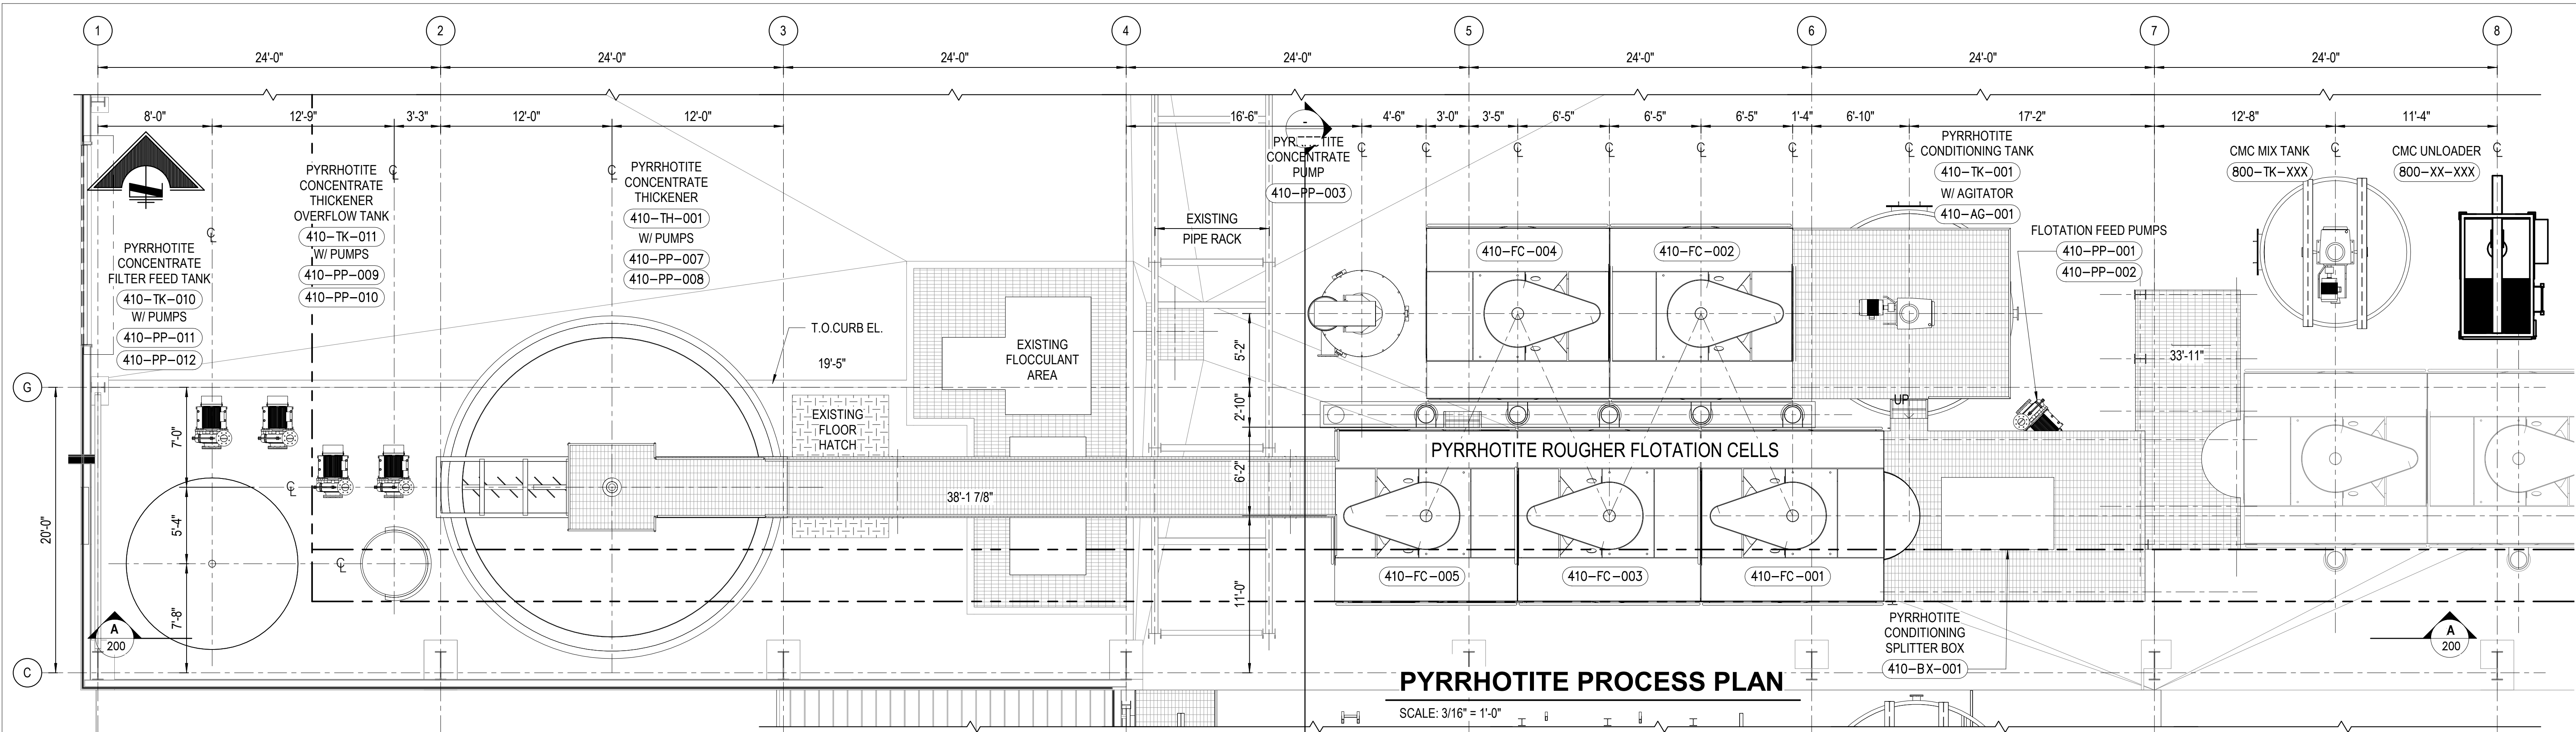 1 2 3 4 5 6 7 8
24'-0" 24'-0" 24'-0" 24'-0" 24'-0" 24'-0" 24'-0"
8'-0" 12'-9" 3'-3" 12'-0" 12'-0" 16'-6" 4'-6" 3'-0" 3'-5" 6'-5" 6'-5" 6'-5" 1'-4" 6'-10" 17'-2" 12'-8" 11'-4"
PYRRHOTITE
CONCENTRATE
FILTER FEED TANK
410-TK-010
W/ PUMPS
410-PP-011
410-PP-012
PYRRHOTITE
CONCENTRATE
THICKENER
OVERFLOW TANK
410-TK-011
W/ PUMPS
410-PP-009
410-PP-010
PYRRHOTITE
CONCENTRATE
THICKENER
410-TH-001
W/ PUMPS
410-PP-007
410-PP-008
T.O.CURB EL.
19'-5"
EXISTING
FLOOR
HATCH
EXISTING
FLOCCULANT
AREA
EXISTING
PIPE RACK
PYRRHOTITE
CONCENTRATE
PUMP
410-PP-003
410-FC-004
410-FC-002
PYRRHOTITE
CONDITIONING TANK
410-TK-001
W/ AGITATOR
410-AG-001
FLOTATION FEED PUMPS
410-PP-001
410-PP-002
CMC MIX TANK
800-TK-XXX
CMC UNLOADER
800-XX-XXX
33'-11"
UP
G
C
20'-0"
7'-0"
5'-4"
7'-8"
38'-1 7/8"
5'-2"
2'-10"
6'-2"
11'-0"
PYRRHOTITE ROUGHER FLOTATION CELLS
410-FC-005
410-FC-003
410-FC-001
PYRRHOTITE
CONDITIONING
SPLITTER BOX
410-BX-001
A
200
A
200
PYRRHOTITE PROCESS PLAN
SCALE: 3/16" = 1'-0"